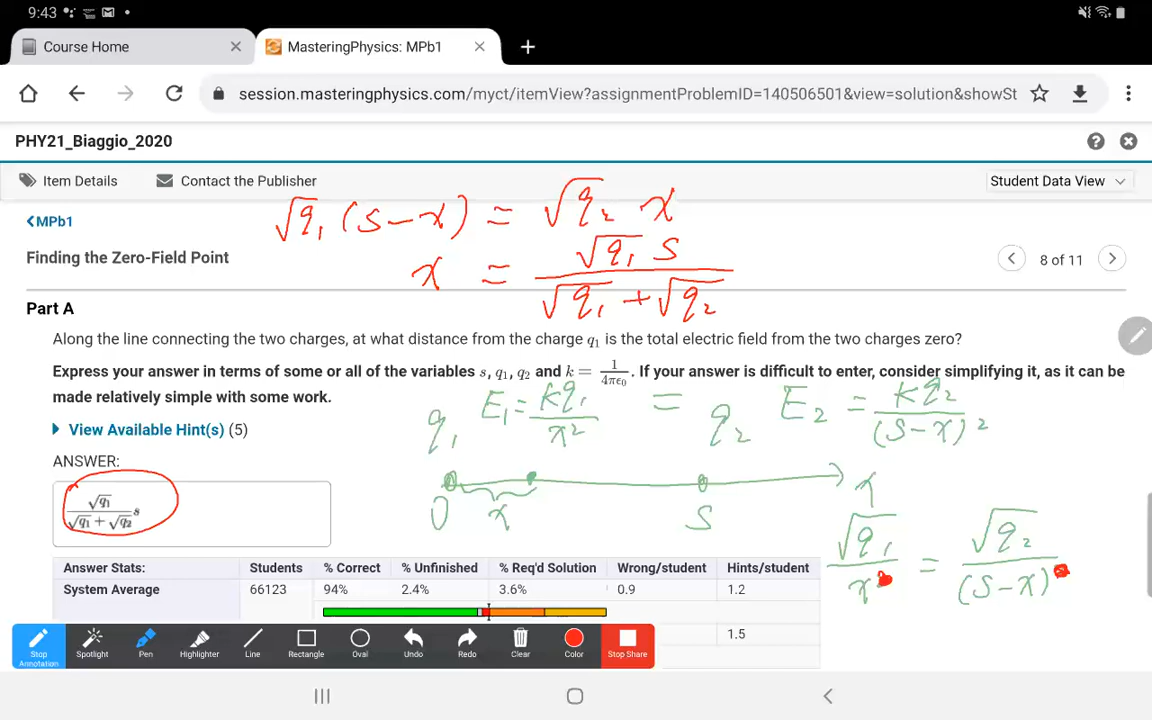 9:43
Course Home
MasteringPhysics: MPb1
session.masteringphysics.com/myct/itemView?assignmentProblemID=140506501&view=solution&showSt
PHY21_Biaggio_2020
Item Details
Contact the Publisher
Student Data View
√q₁ (s−x) = √q₂ x
MPb1
Finding the Zero-Field Point
8 of 11
x = √q₁ s / (√q₁ + √q₂)
Part A
Along the line connecting the two charges, at what distance from the charge q₁ is the total electric field from the two charges zero?
Express your answer in terms of some or all of the variables s, q₁, q₂ and k = 1/4πϵ₀. If your answer is difficult to enter, consider simplifying it, as it can be
made relatively simple with some work.
q₁ E₁ = kq₁/x² = q₂ E₂ = kq₂/(s−x)²
View Available Hint(s) (5)
ANSWER:
√q₁/(√q₁ + √q₂) s
0 x s x
√q₁/x = √q₂/(s−x)
Answer Stats:
Students
% Correct
% Unfinished
% Req'd Solution
Wrong/student
Hints/student
System Average
66123
94%
2.4%
3.6%
0.9
1.2
1.5
Stop Annotation
Spotlight
Pen
Highlighter
Line
Rectangle
Oval
Undo
Redo
Clear
Color
Stop Share